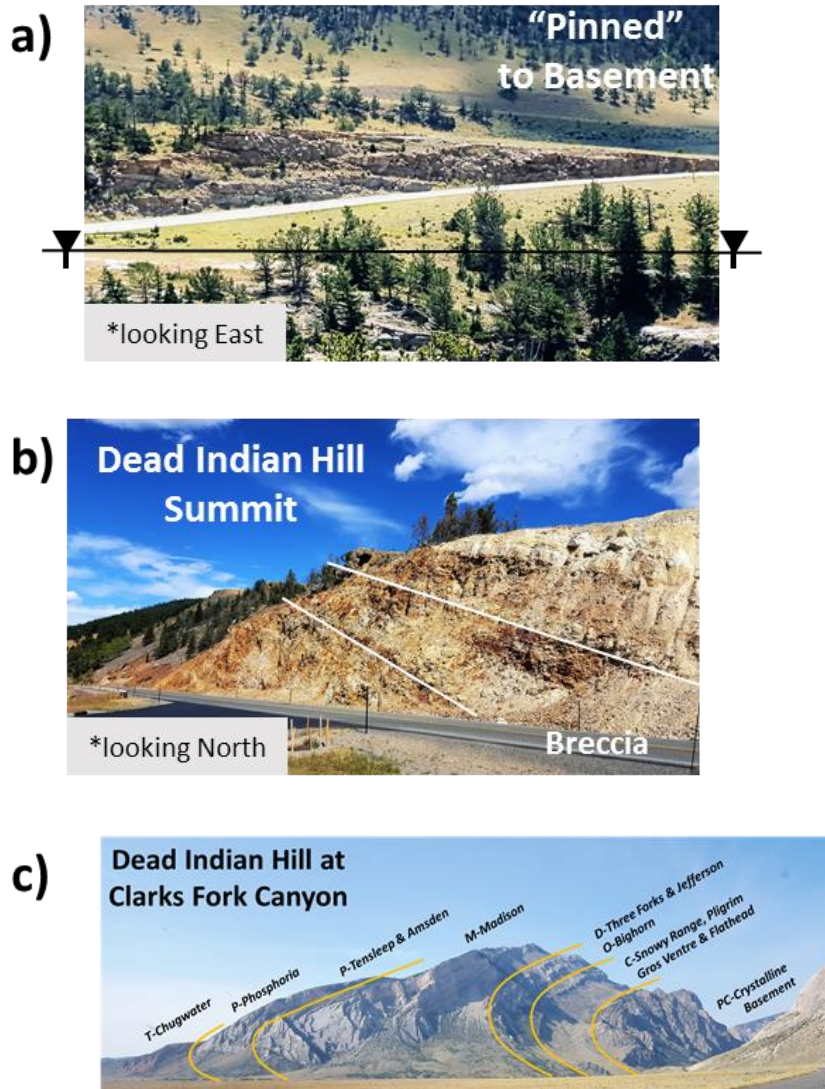 a)
"Pinned"
to Basement
*looking East
b)
Dead Indian Hill
Summit
*looking North
Breccia
c)
Dead Indian Hill at
Clarks Fork Canyon
T-Chugwater
P-Phosphoria
P-Tensleep & Amsden
M-Madison
D-Three Forks & Jefferson
O-Bighorn
C-Snowy Range, Pligrim
Gros Ventre & Flathead
PC-Crystalline
Basement